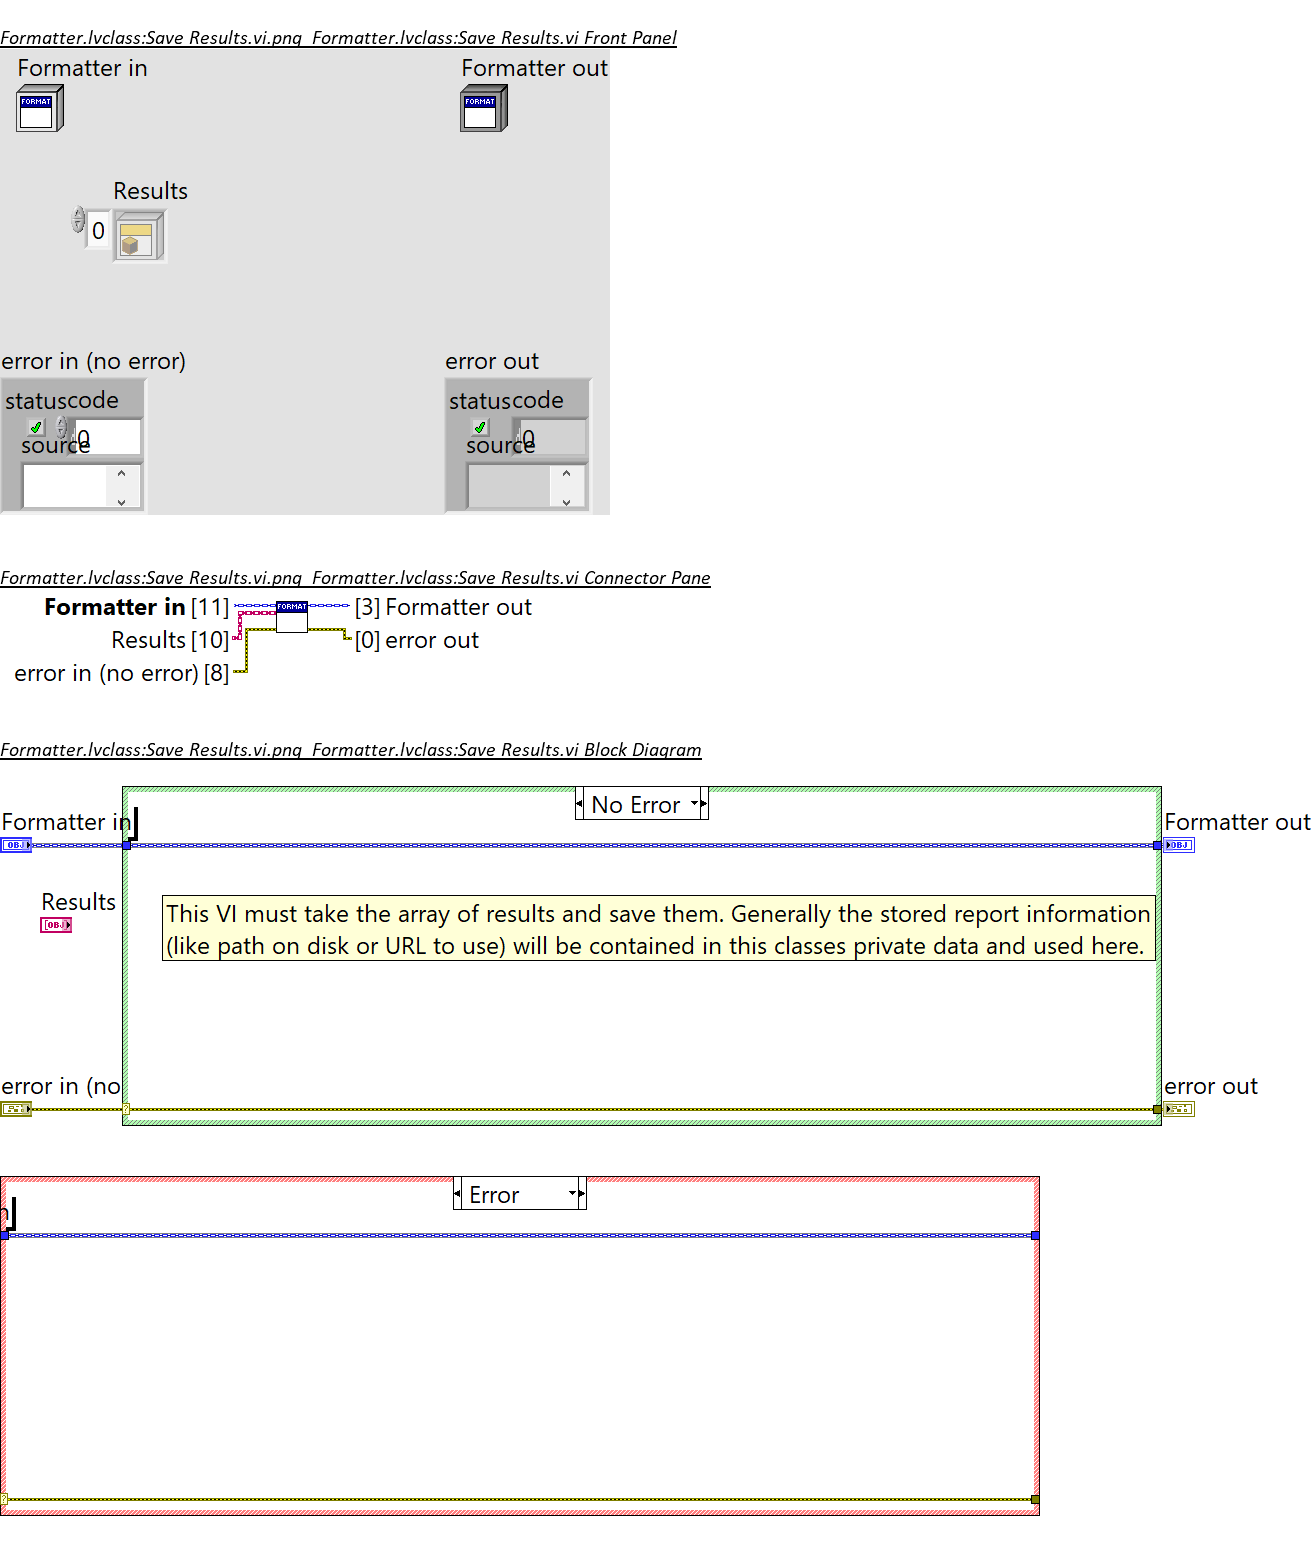 Formatter.lvclass:Save Results.vi.png Formatter.lvclass:Save Results.vi Front Panel
Formatter in
Formatter out
FORMAT
FORMAT
Results
0
error in (no error)
error out
status code
status code
0
0
source
source
Formatter.lvclass:Save Results.vi.png Formatter.lvclass:Save Results.vi Connector Pane
Formatter in [11]
FORMAT
[3] Formatter out
Results [10]
[0] error out
error in (no error) [8]
Formatter.lvclass:Save Results.vi.png Formatter.lvclass:Save Results.vi Block Diagram
No Error
Formatter in
Formatter out
OBJ
OBJ
Results
[OBJ]
This VI must take the array of results and save them. Generally the stored report information
(like path on disk or URL to use) will be contained in this classes private data and used here.
error in (no
error out
?
Error
n
?